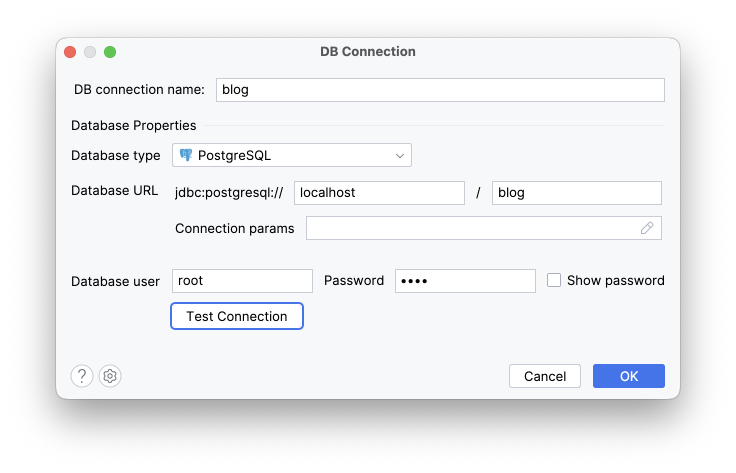 DB Connection
DB connection name: blog
Database Properties
Database type PostgreSQL
Database URL jdbc:postgresql:// localhost / blog
Connection params
Database user root Password •••• Show password
Test Connection
? Cancel OK